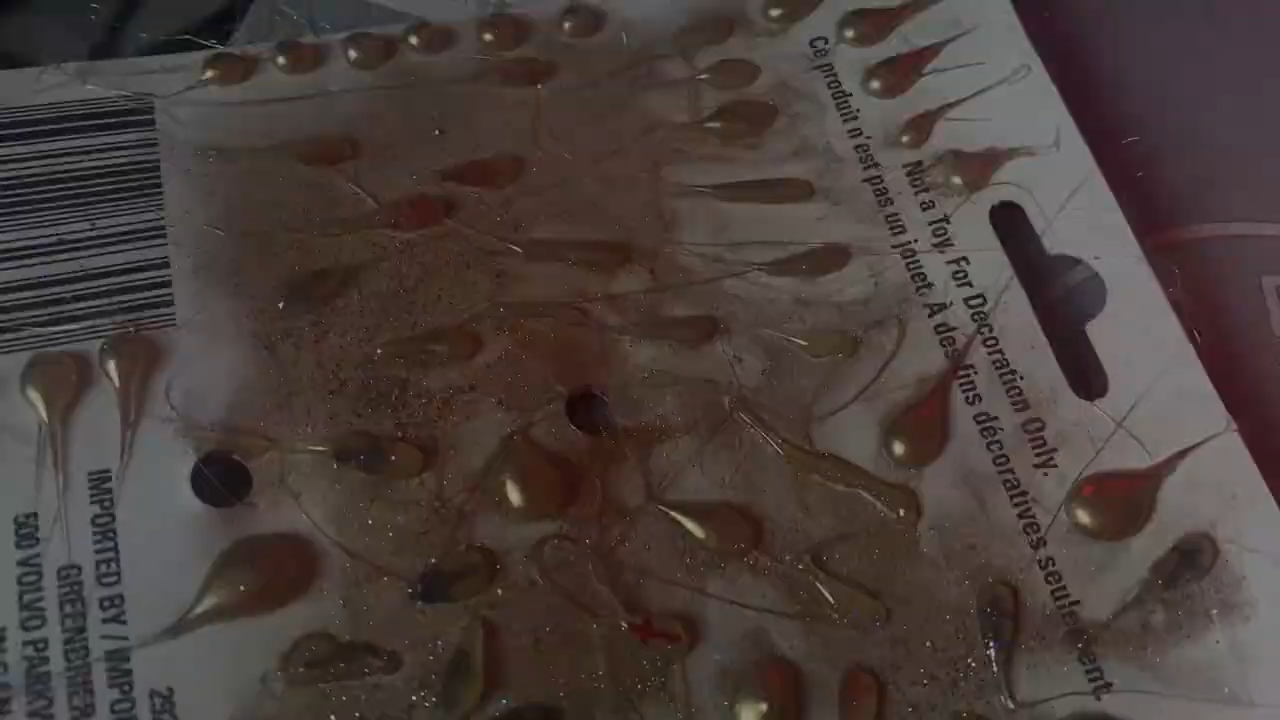 Not a Toy, For Decoration Only.
Ce produit n'est pas un jouet. À des fins décoratives seulement.
IMPORTED BY / IMPOR
GREENBRIER
500 VOLVO PARKW